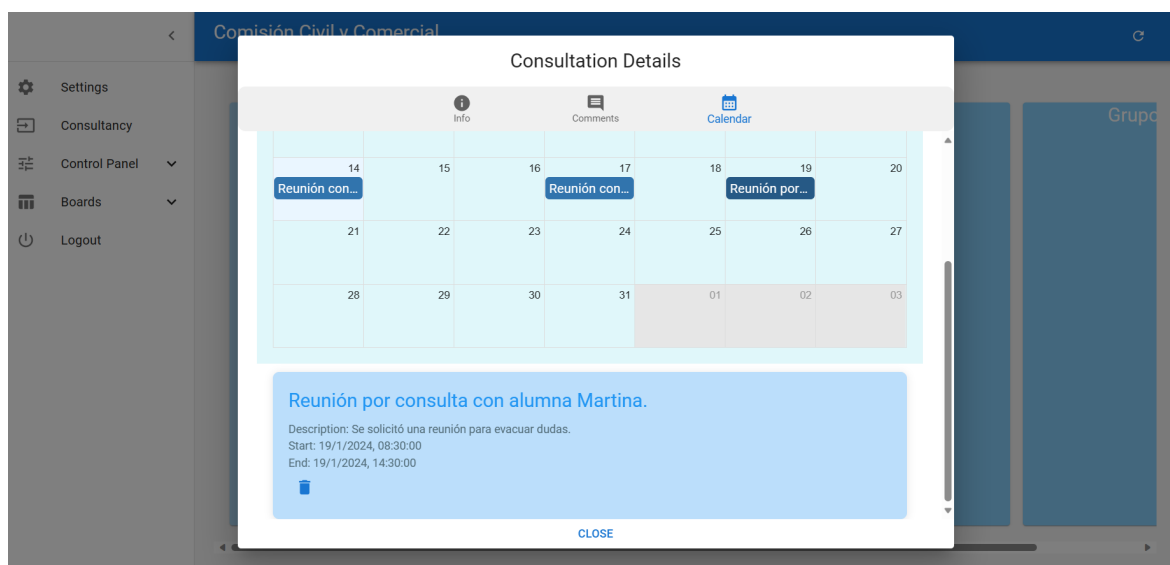 Comisión Civil y Comercial
Consultation Details
Settings
Consultancy
Control Panel
Boards
Logout
Info
Comments
Calendar
Grupo
14 15 16 17 18 19 20
Reunión con... Reunión con... Reunión por...
21 22 23 24 25 26 27
28 29 30 31 01 02 03
Reunión por consulta con alumna Martina.
Description: Se solicitó una reunión para evacuar dudas.
Start: 19/1/2024, 08:30:00
End: 19/1/2024, 14:30:00
CLOSE